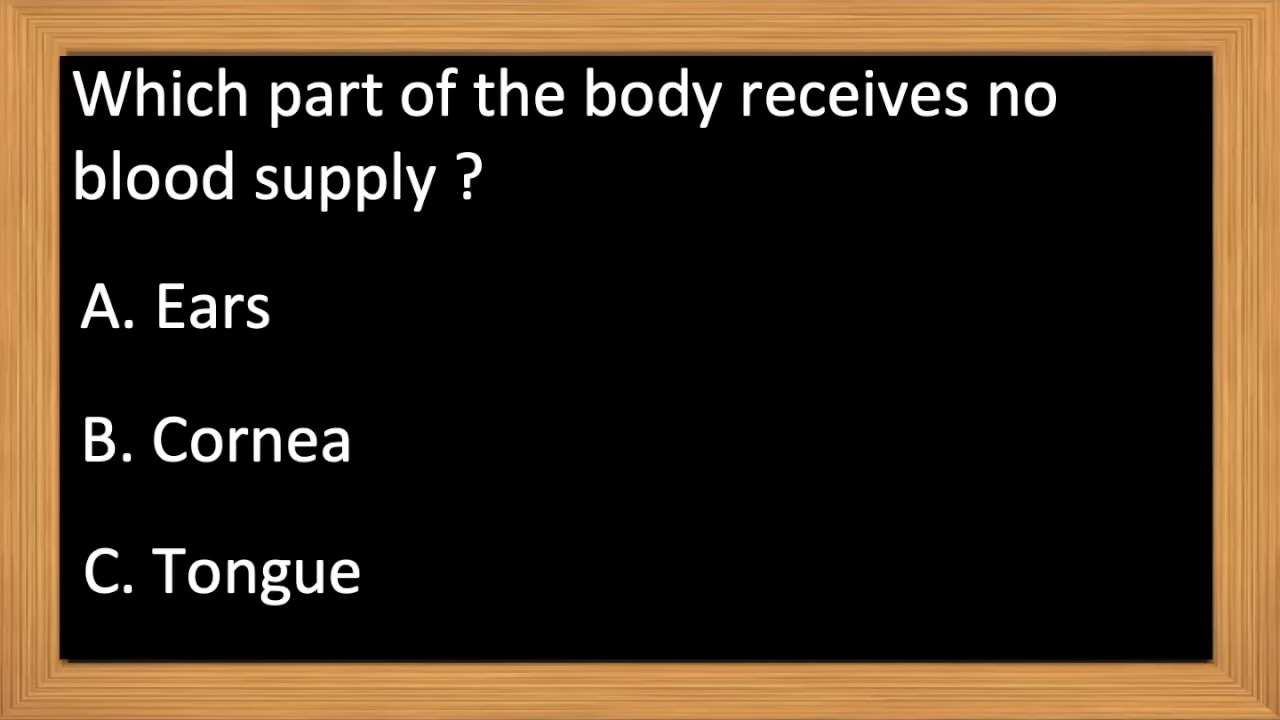 Which part of the body receives no
blood supply ?
A. Ears
B. Cornea
C. Tongue